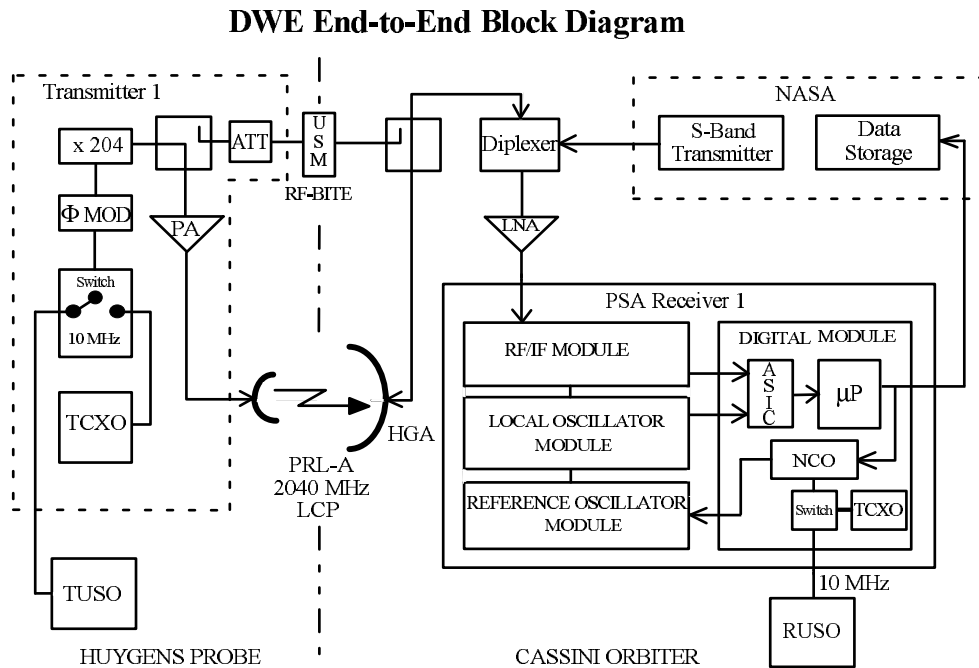 DWE End-to-End Block Diagram
Transmitter 1
x 204
ATT
U
S
M
RF-BITE
Φ MOD
PA
Switch
10 MHz
TCXO
TUSO
HUYGENS PROBE
PRL-A
2040 MHz
LCP
HGA
Diplexer
LNA
NASA
S-Band
Transmitter
Data
Storage
PSA Receiver 1
RF/IF MODULE
LOCAL OSCILLATOR
MODULE
REFERENCE OSCILLATOR
MODULE
DIGITAL MODULE
A
S
I
C
μP
NCO
Switch
TCXO
10 MHz
RUSO
CASSINI ORBITER